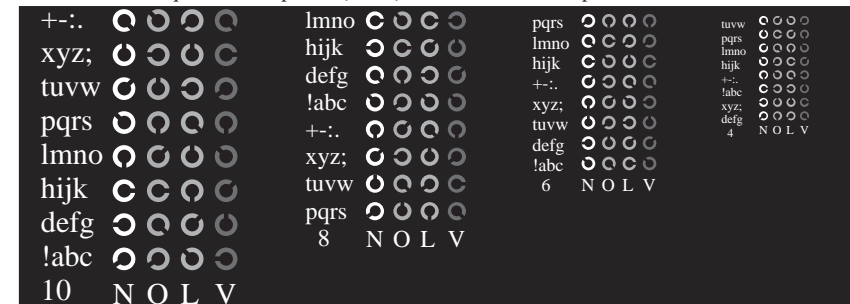 +-:.
xyz;
tuvw
pqrs
lmno
hijk
defg
!abc
10 N O L V
lmno
hijk
defg
!abc
+-:.
xyz;
tuvw
pqrs
8 N O L V
pqrs
lmno
hijk
+-:.
xyz;
tuvw
defg
!abc
6 N O L V
tuvw
pqrs
lmno
hijk
+-:.
!abc
xyz;
defg
4 N O L V